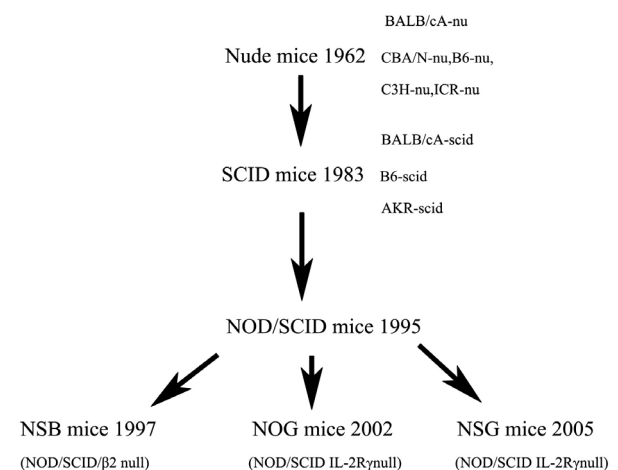 BALB/cA-nu
Nude mice 1962
CBA/N-nu,B6-nu,
C3H-nu,ICR-nu
BALB/cA-scid
SCID mice 1983
B6-scid
AKR-scid
NOD/SCID mice 1995
NSB mice 1997
NOG mice 2002
NSG mice 2005
(NOD/SCID/β2 null)
(NOD/SCID IL-2Rγnull)
(NOD/SCID IL-2Rγnull)